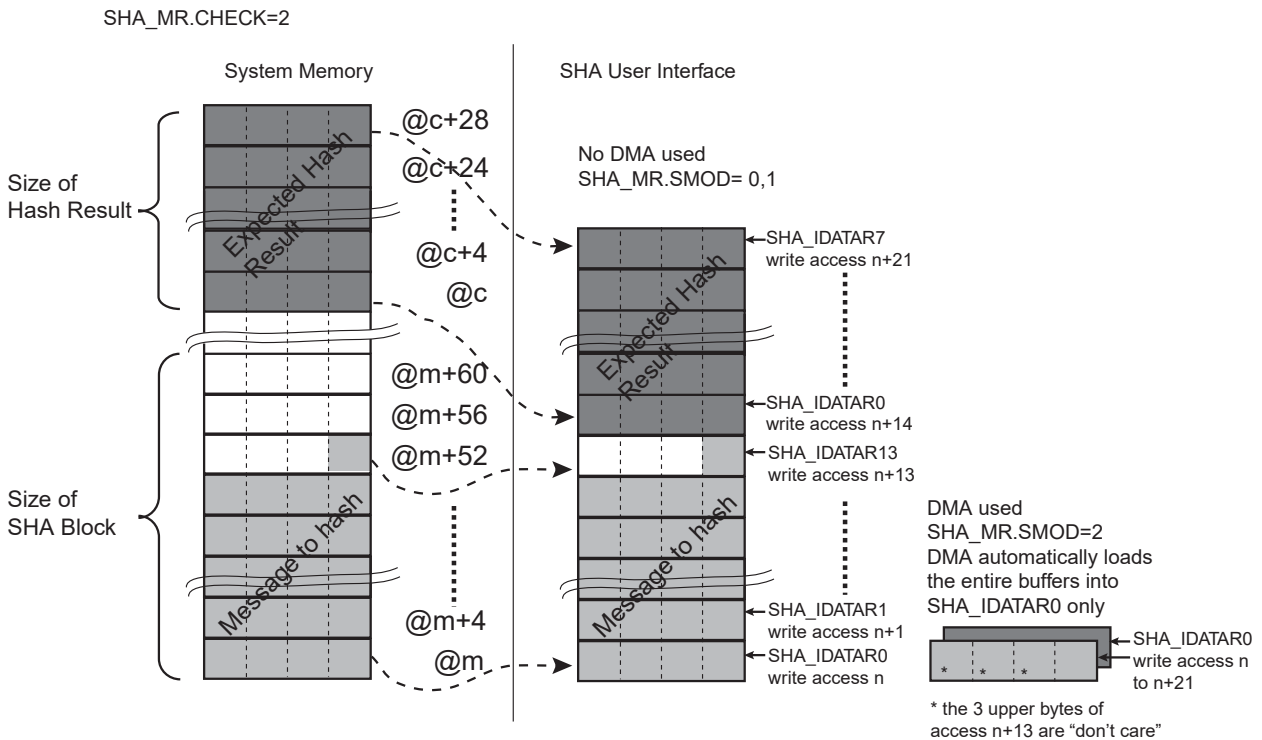 SHA_MR.CHECK=2
System Memory
SHA User Interface
Size of
Hash Result
Expected Hash
Result
@c+28
@c+24
@c+4
@c
@m+60
@m+56
@m+52
Size of
SHA Block
Message to hash
@m+4
@m
No DMA used
SHA_MR.SMOD= 0,1
Expected Hash
Result
Message to hash
SHA_IDATAR7
write access n+21
SHA_IDATAR0
write access n+14
SHA_IDATAR13
write access n+13
SHA_IDATAR1
write access n+1
SHA_IDATAR0
write access n
DMA used
SHA_MR.SMOD=2
DMA automatically loads
the entire buffers into
SHA_IDATAR0 only
* * *
SHA_IDATAR0
write access n
to n+21
* the 3 upper bytes of
access n+13 are “don’t care”